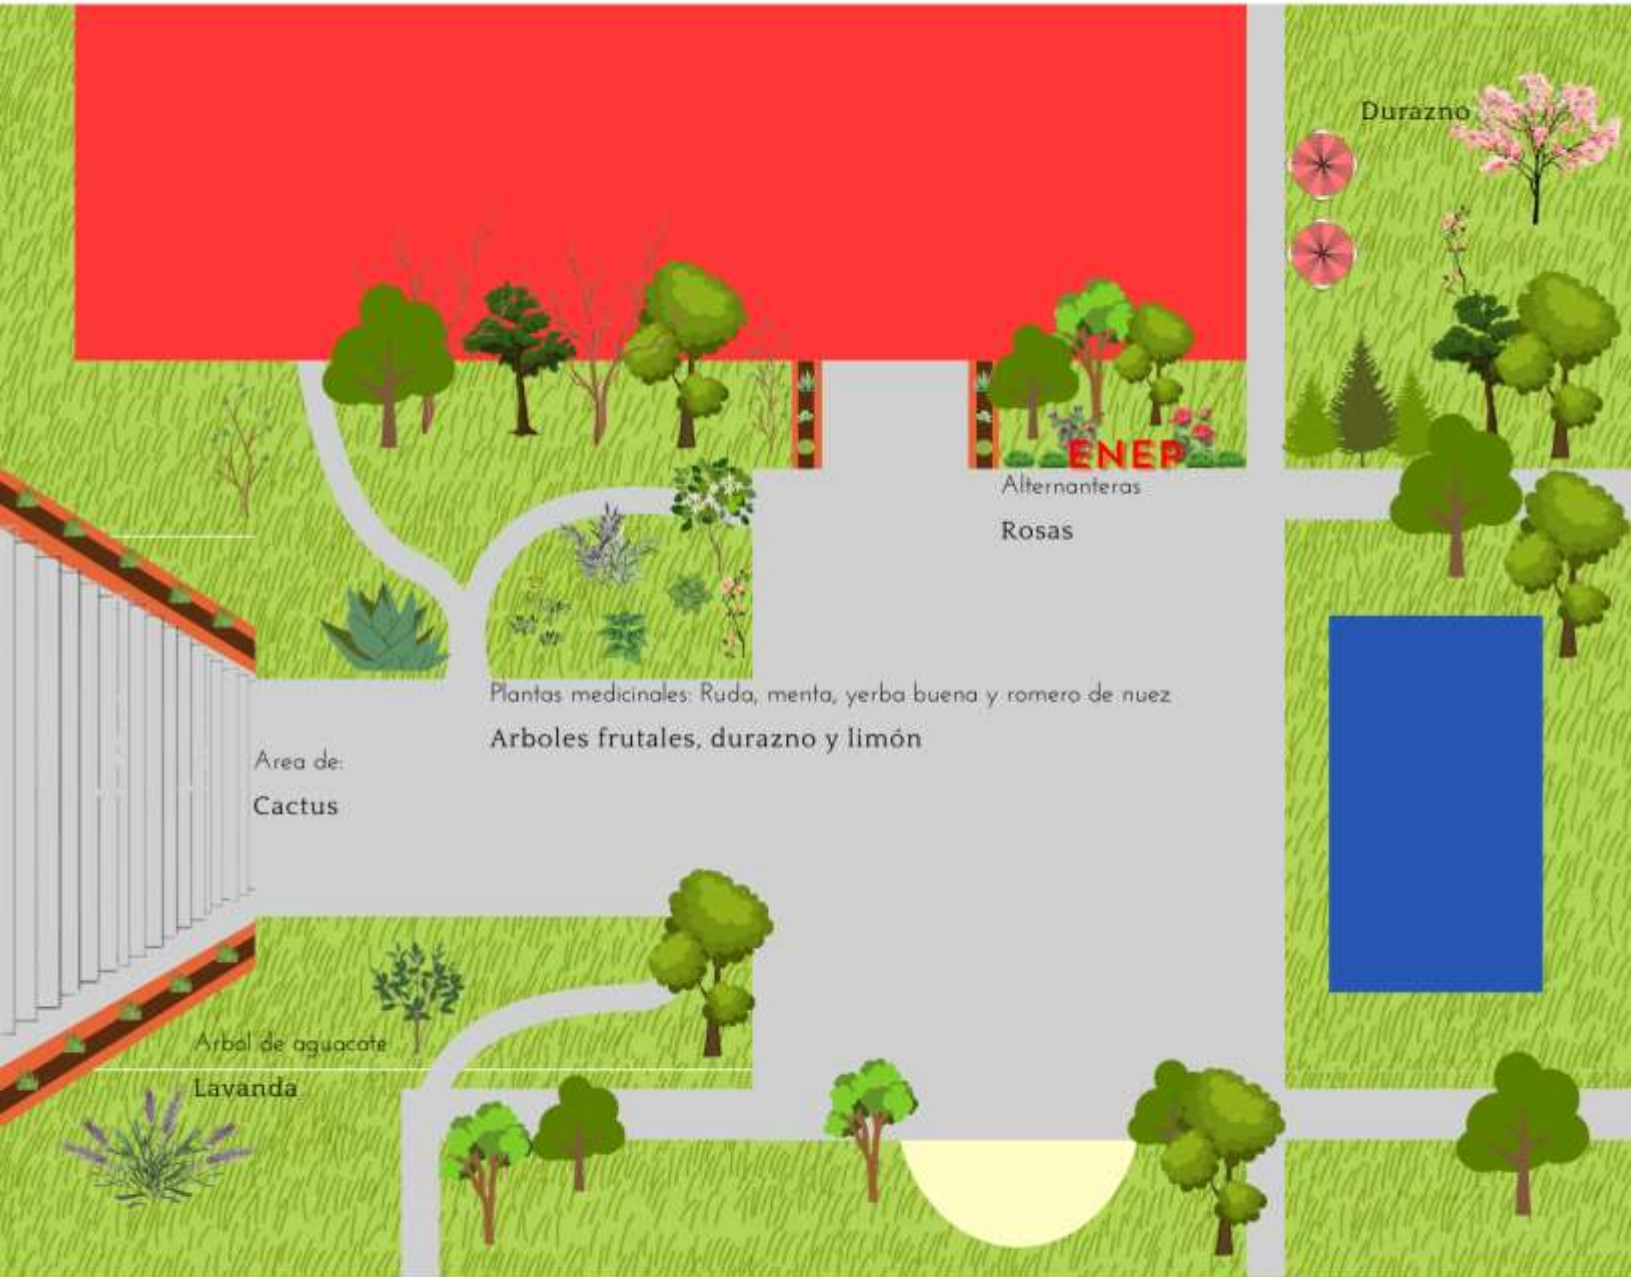 Durazno
ENEP
Alternanteras
Rosas
Plantas medicinales: Ruda, menta, yerba buena y romero de nuez
Arboles frutales, durazno y limón
Area de:
Cactus
Arbol de aguacate
Lavanda